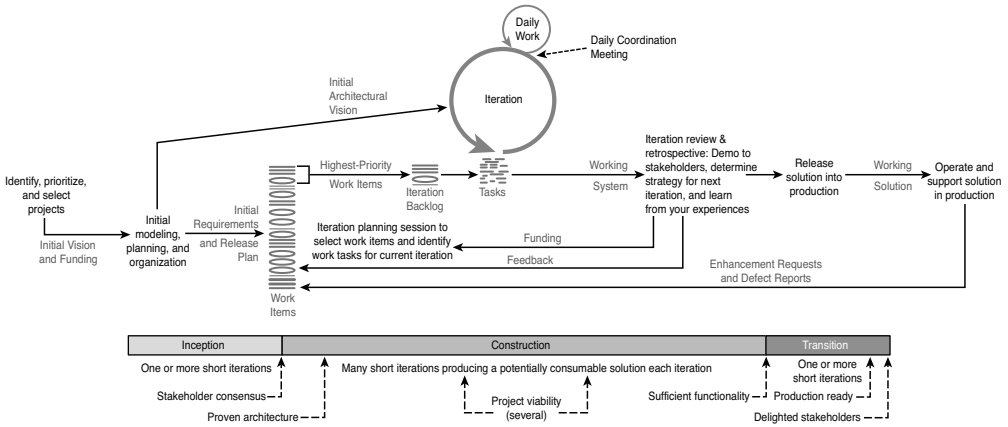 Daily
Work
Daily Coordination
Meeting
Initial
Architectural
Vision
Iteration
Identify, prioritize,
and select
projects
Initial Vision
and Funding
Initial
modeling,
planning, and
organization
Initial
Requirements
and Release
Plan
Work
Items
Highest-Priority
Work Items
Iteration
Backlog
Tasks
Working
System
Iteration review &
retrospective: Demo to
stakeholders, determine
strategy for next
iteration, and learn
from your experiences
Release
solution into
production
Working
Solution
Operate and
support solution
in production
Iteration planning session to
select work items and identify
work tasks for current iteration
Funding
Feedback
Enhancement Requests
and Defect Reports
Inception
Construction
Transition
One or more short iterations
Many short iterations producing a potentially consumable solution each iteration
One or more
short iterations
Stakeholder consensus
Proven architecture
Project viability
(several)
Sufficient functionality
Production ready
Delighted stakeholders